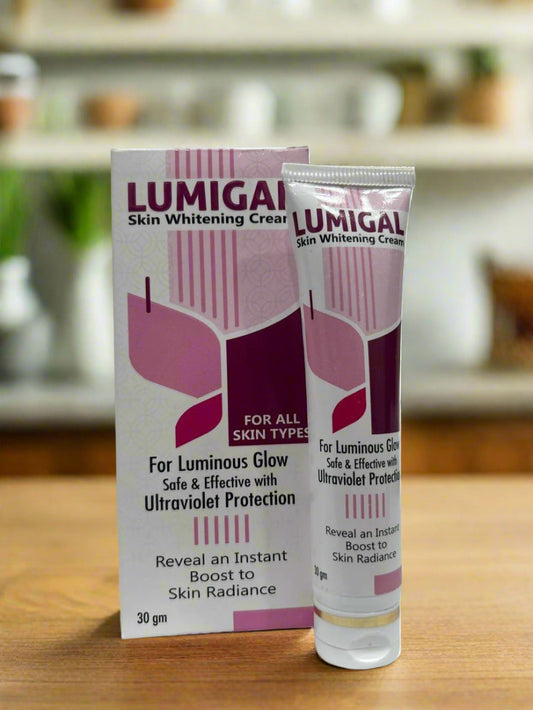 LUMIGAL
Skin Whitening Cream
FOR ALL
SKIN TYPES
For Luminous Glow
Safe & Effective with
Ultraviolet Protection
Reveal an Instant
Boost to
Skin Radiance
30 gm
LUMIGAL
Skin Whitening Cream
For Luminous Glow
Safe & Effective with
Ultraviolet Protection
Reveal an Instant
Boost to
Skin Radiance
30 gm